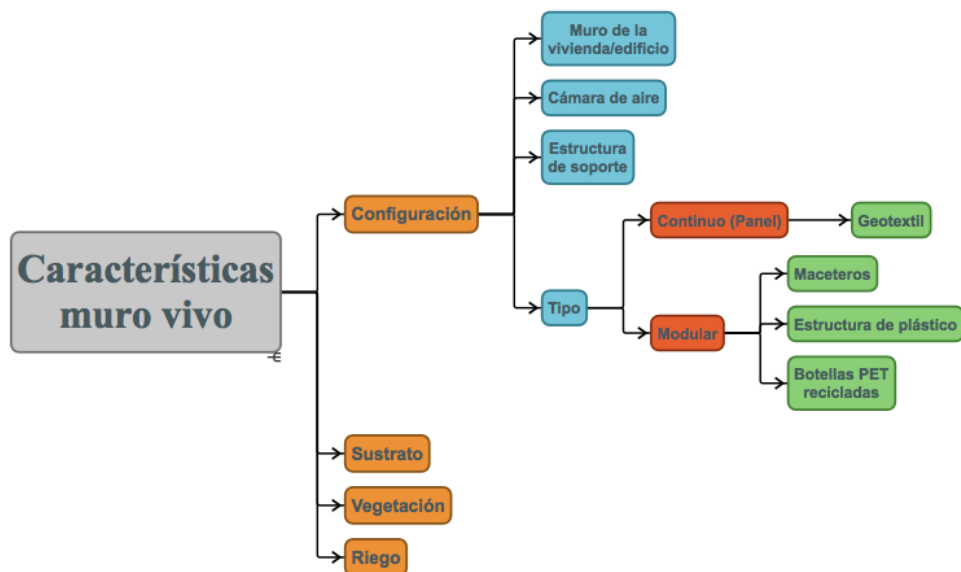 Muro de la
vivienda/edificio
Cámara de aire
Estructura
de soporte
Configuración
Continuo (Panel)
Geotextil
Características
muro vivo
Maceteros
Tipo
Estructura de plástico
Modular
Botellas PET
recicladas
Sustrato
Vegetación
Riego